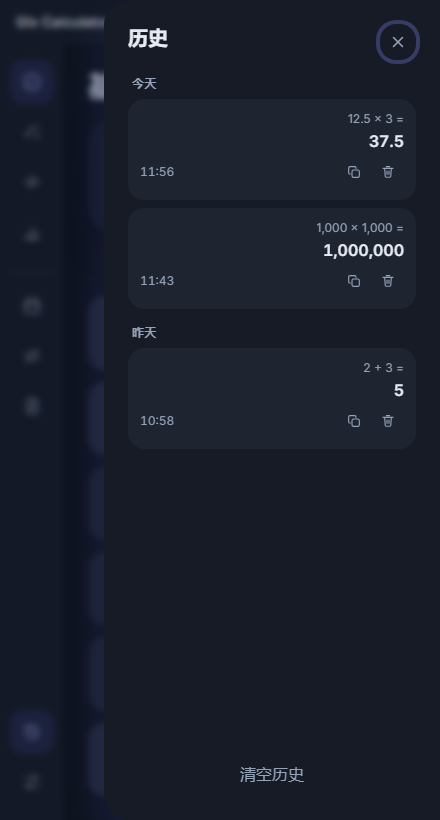 历史
今天
12.5 × 3 =
37.5
11:56
1,000 × 1,000 =
1,000,000
11:43
昨天
2 + 3 =
5
10:58
清空历史